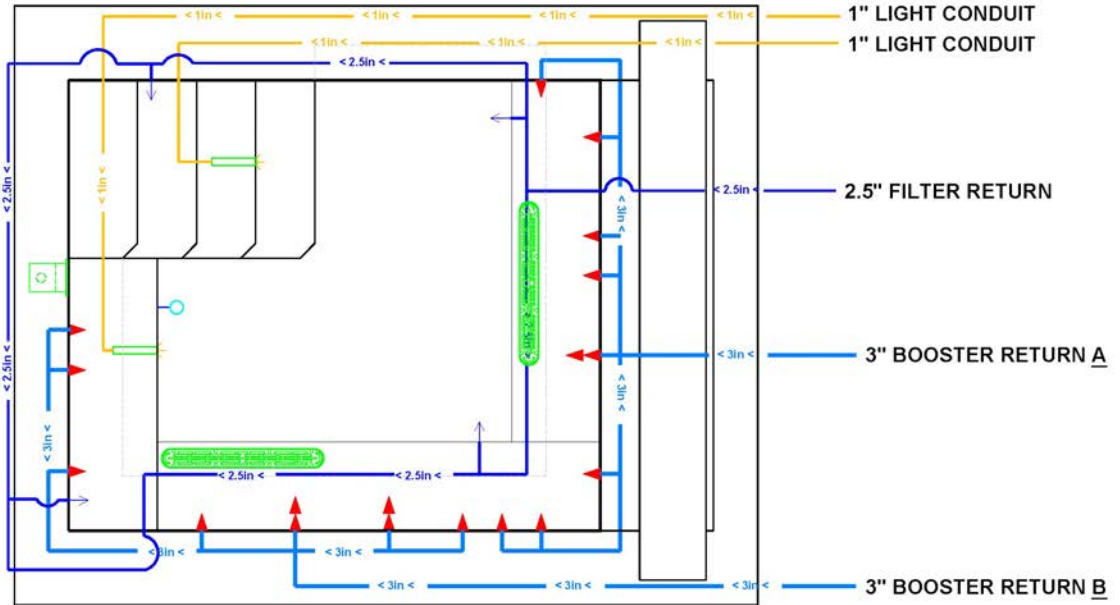 < 1in < < 1in < < 1in < < 1in < 1" LIGHT CONDUIT
< 1in < < 1in < < 1in < 1" LIGHT CONDUIT
< 2.5in <
< 2.5in <
< 1in <
< 2.5in < 2.5" FILTER RETURN
< 3in <
< 2.5in <
< 3in < 3" BOOSTER RETURN A
< 3in <
< 3in <
< 2.5in < < 2.5in <
< 3in < < 3in <
< 3in < < 3in < < 3in < 3" BOOSTER RETURN B